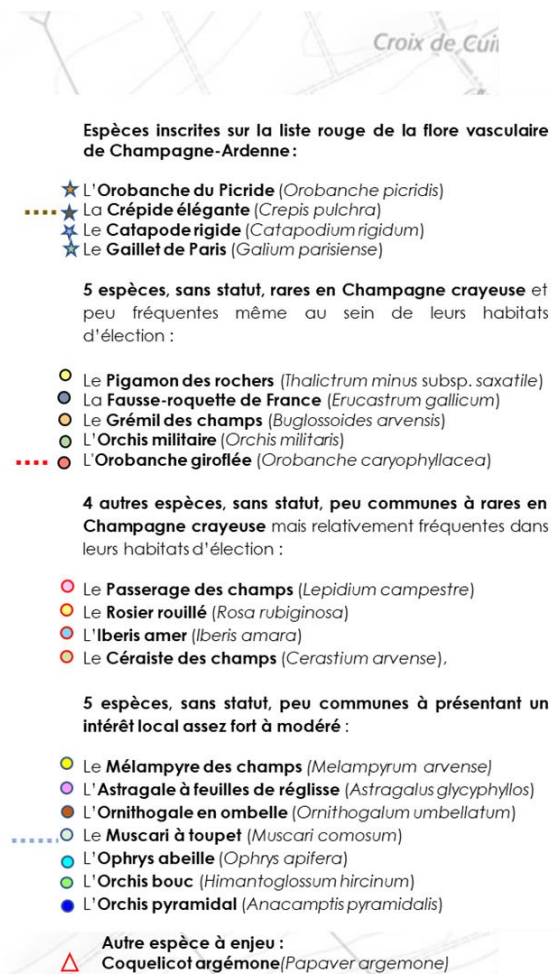 Croix de Cui
Espèces inscrites sur la liste rouge de la flore vasculaire
de Champagne-Ardenne :
L'Orobanche du Picride (Orobanche picridis)
La Crépide élégante (Crepis pulchra)
Le Catapode rigide (Catapodium rigidum)
Le Gaillet de Paris (Galium parisiense)
5 espèces, sans statut, rares en Champagne crayeuse et
peu fréquentes même au sein de leurs habitats
d'élection :
Le Pigamon des rochers (Thalictrum minus subsp. saxatile)
La Fausse-roquette de France (Erucastrum gallicum)
Le Grémil des champs (Buglossoides arvensis)
L'Orchis militaire (Orchis militaris)
L'Orobanche giroflée (Orobanche caryophyllacea)
4 autres espèces, sans statut, peu communes à rares en
Champagne crayeuse mais relativement fréquentes dans
leurs habitats d'élection :
Le Passerage des champs (Lepidium campestre)
Le Rosier rouillé (Rosa rubiginosa)
L'Iberis amer (Iberis amara)
Le Céraiste des champs (Cerastium arvense),
5 espèces, sans statut, peu communes à présentant un
intérêt local assez fort à modéré :
Le Mélampyre des champs (Melampyrum arvense)
L'Astragale à feuilles de réglisse (Astragalus glycyphyllos)
L'Ornithogale en ombelle (Ornithogalum umbellatum)
Le Muscari à toupet (Muscari comosum)
L'Ophrys abeille (Ophrys apifera)
L'Orchis bouc (Himantoglossum hircinum)
L'Orchis pyramidal (Anacamptis pyramidalis)
Autre espèce à enjeu :
Coquelicot argémone(Papaver argemone)